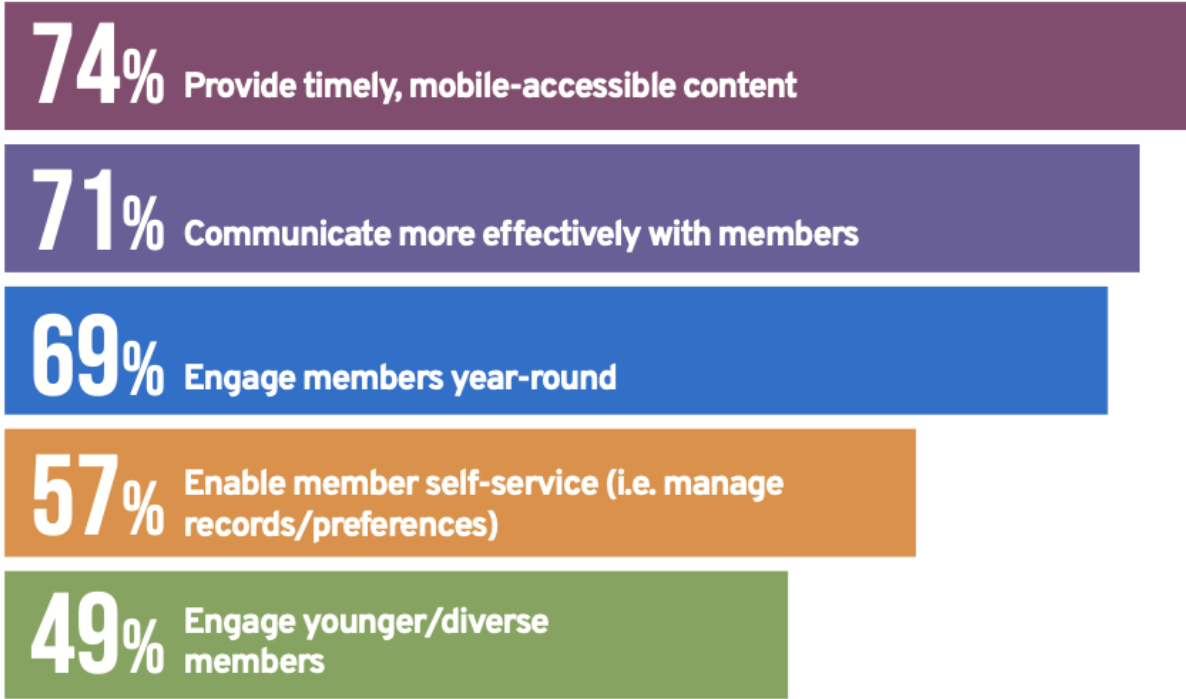 74% Provide timely, mobile-accessible content
71% Communicate more effectively with members
69% Engage members year-round
57% Enable member self-service (i.e. manage
records/preferences)
49% Engage younger/diverse
members